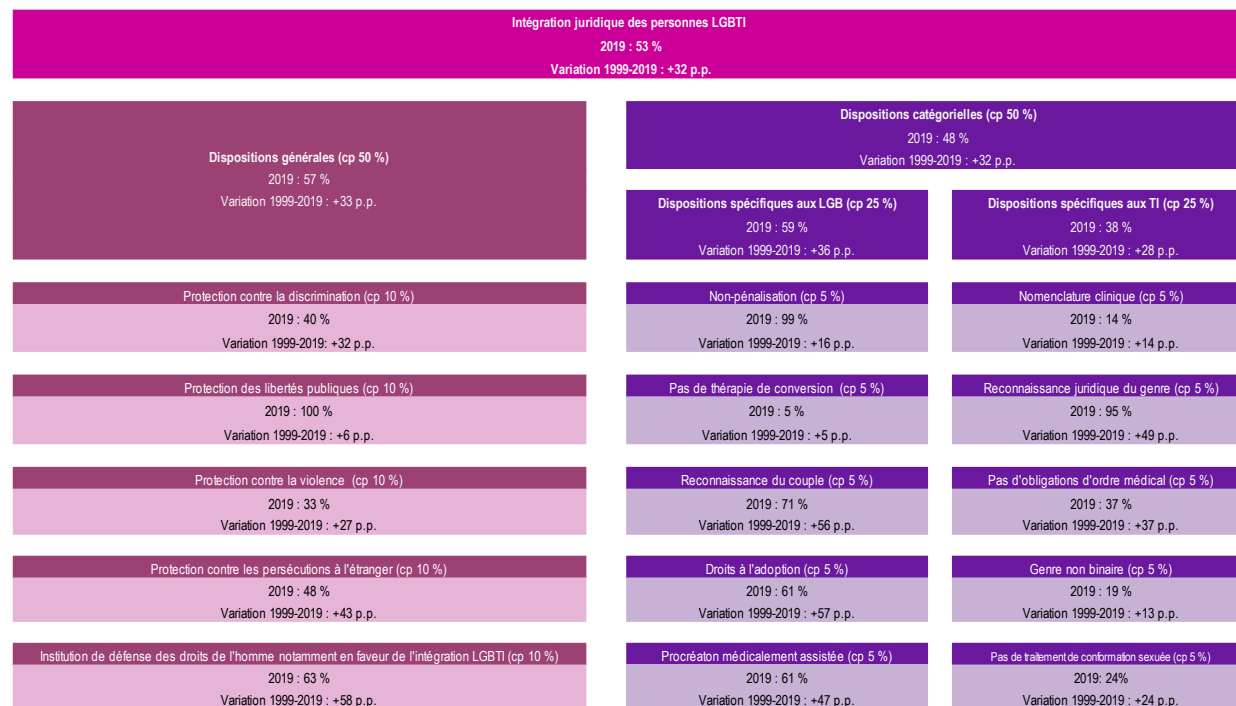 Intégration juridique des personnes LGBTI
2019 : 53 %
Variation 1999-2019 : +32 p.p.
Dispositions générales (cp 50 %)
2019 : 57 %
Variation 1999-2019 : +33 p.p.
Dispositions catégorielles (cp 50 %)
2019 : 48 %
Variation 1999-2019 : +32 p.p.
Dispositions spécifiques aux LGB (cp 25 %)
2019 : 59 %
Variation 1999-2019 : +36 p.p.
Dispositions spécifiques aux TI (cp 25 %)
2019 : 38 %
Variation 1999-2019 : +28 p.p.
Protection contre la discrimination (cp 10 %)
2019 : 40 %
Variation 1999-2019: +32 p.p.
Non-pénalisation (cp 5 %)
2019 : 99 %
Variation 1999-2019 : +16 p.p.
Nomenclature clinique (cp 5 %)
2019 : 14 %
Variation 1999-2019 : +14 p.p.
Protection des libertés publiques (cp 10 %)
2019 : 100 %
Variation 1999-2019 : +6 p.p.
Pas de thérapie de conversion (cp 5 %)
2019 : 5 %
Variation 1999-2019 : +5 p.p.
Reconnaissance juridique du genre (cp 5 %)
2019 : 95 %
Variation 1999-2019 : +49 p.p.
Protection contre la violence (cp 10 %)
2019 : 33 %
Variation 1999-2019 : +27 p.p.
Reconnaissance du couple (cp 5 %)
2019 : 71 %
Variation 1999-2019 : +56 p.p.
Pas d'obligations d'ordre médical (cp 5 %)
2019 : 37 %
Variation 1999-2019 : +37 p.p.
Protection contre les persécutions à l'étranger (cp 10 %)
2019 : 48 %
Variation 1999-2019 : +43 p.p.
Droits à l'adoption (cp 5 %)
2019 : 61 %
Variation 1999-2019 : +57 p.p.
Genre non binaire (cp 5 %)
2019 : 19 %
Variation 1999-2019 : +13 p.p.
Institution de défense des droits de l'homme notamment en faveur de l'intégration LGBTI (cp 10 %)
2019 : 63 %
Variation 1999-2019 : +58 p.p.
Procréaton médicalement assistée (cp 5 %)
2019 : 61 %
Variation 1999-2019 : +47 p.p.
Pas de traitement de conformation sexuée (cp 5 %)
2019: 24%
Variation 1999-2019 : +24 p.p.